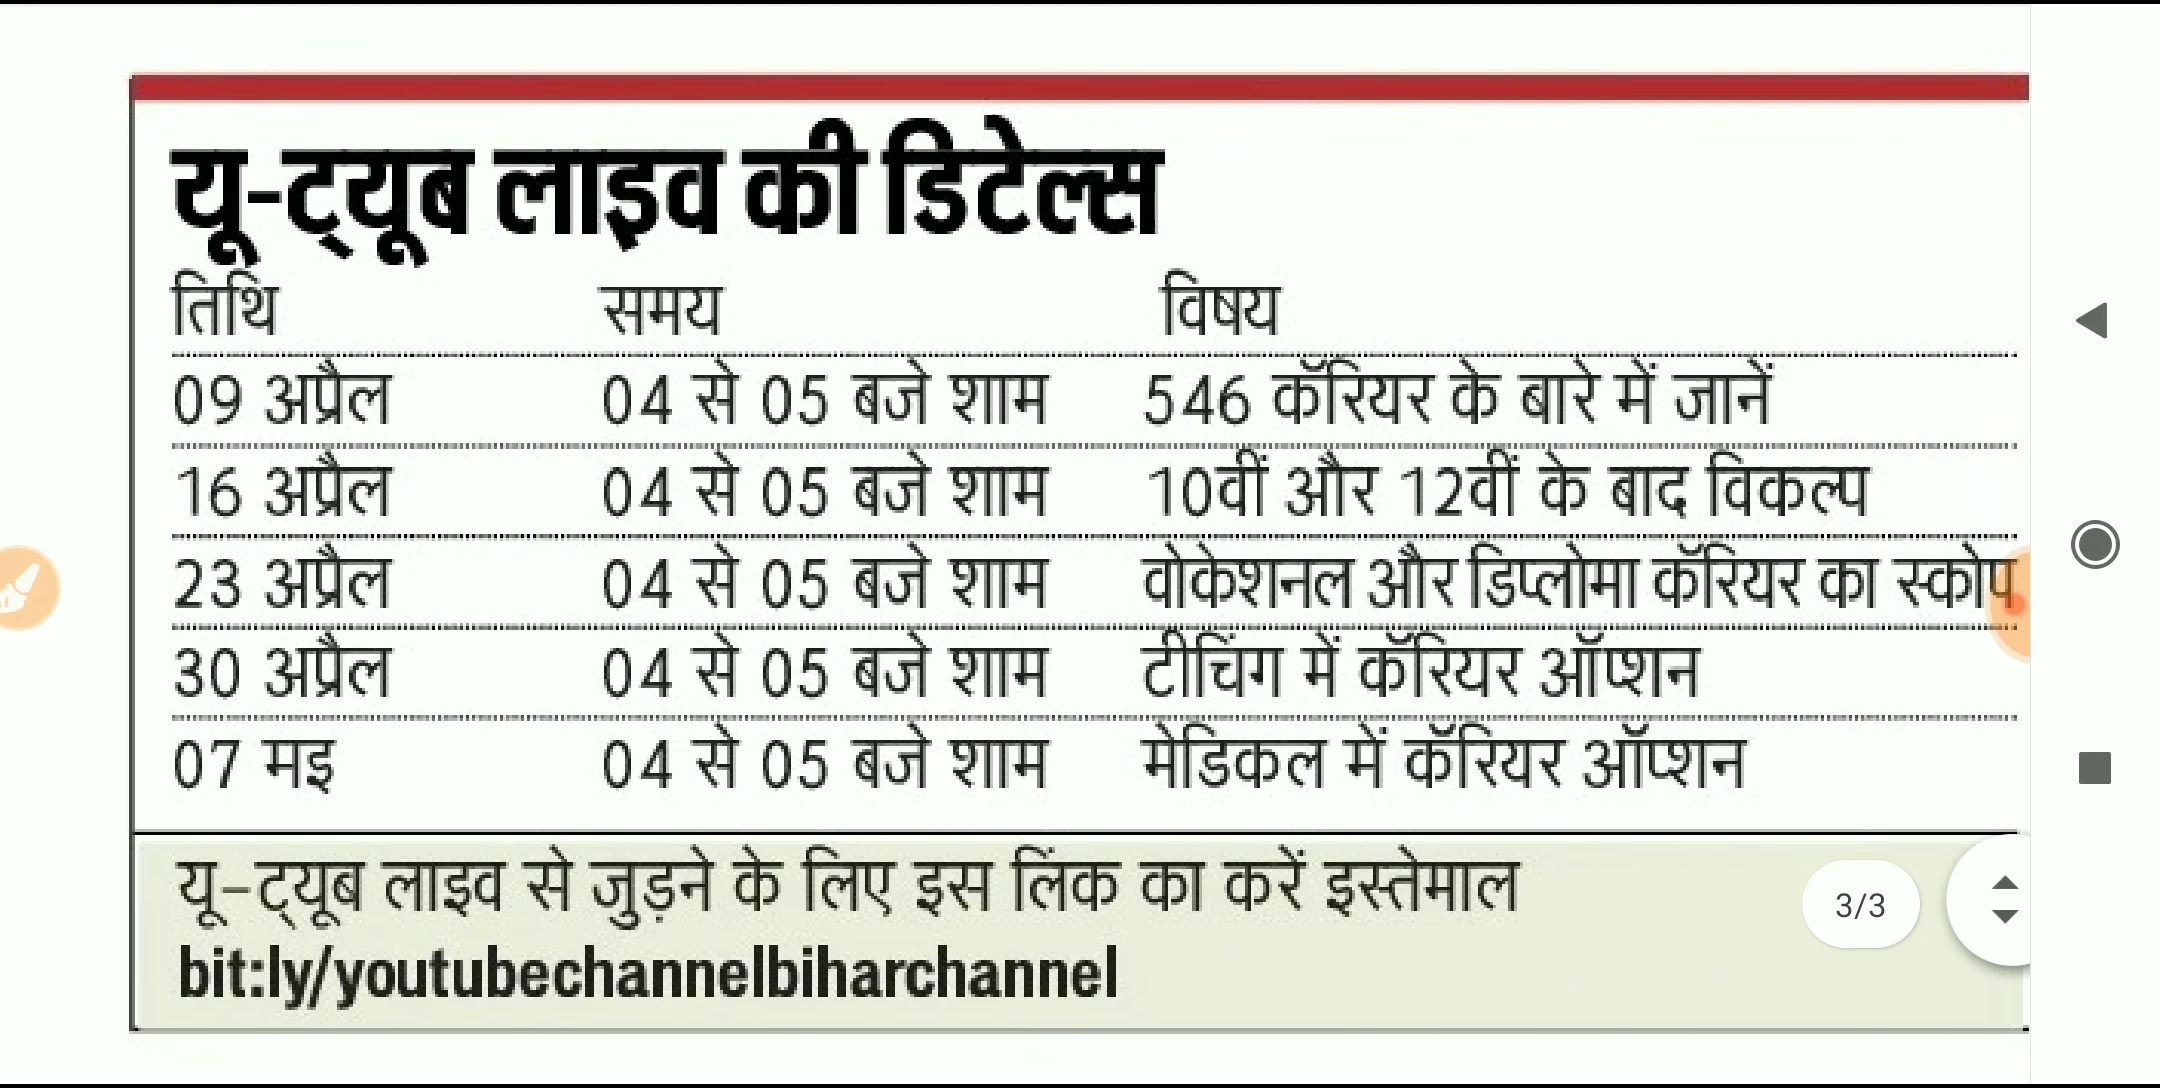 यू-ट्यूब लाइव की डिटेल्स
तिथि समय विषय
09 अप्रैल 04 से 05 बजे शाम 546 कॅरियर के बारे में जानें
16 अप्रैल 04 से 05 बजे शाम 10वीं और 12वीं के बाद विकल्प
23 अप्रैल 04 से 05 बजे शाम वोकेशनल और डिप्लोमा कॅरियर का स्कोप
30 अप्रैल 04 से 05 बजे शाम टीचिंग में कॅरियर ऑप्शन
07 मइ 04 से 05 बजे शाम मेडिकल में कॅरियर ऑप्शन
यू-ट्यूब लाइव से जुड़ने के लिए इस लिंक का करें इस्तेमाल
bit:ly/youtubechannelbiharchannel
3/3